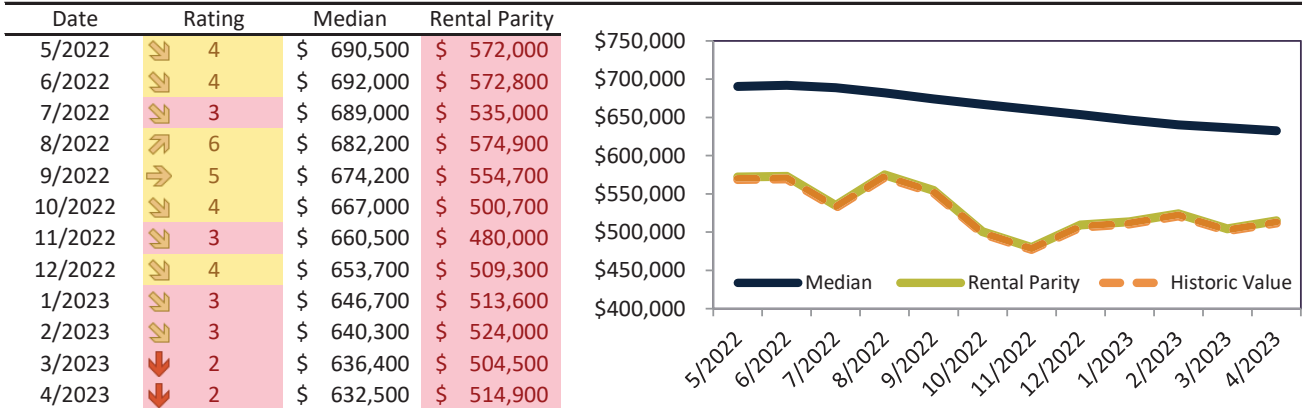 Date Rating Median Rental Parity
5/2022 4 $ 690,500 $ 572,000
6/2022 4 $ 692,000 $ 572,800
7/2022 3 $ 689,000 $ 535,000
8/2022 6 $ 682,200 $ 574,900
9/2022 5 $ 674,200 $ 554,700
10/2022 4 $ 667,000 $ 500,700
11/2022 3 $ 660,500 $ 480,000
12/2022 4 $ 653,700 $ 509,300
1/2023 3 $ 646,700 $ 513,600
2/2023 3 $ 640,300 $ 524,000
3/2023 2 $ 636,400 $ 504,500
4/2023 2 $ 632,500 $ 514,900
$750,000
$700,000
$650,000
$600,000
$550,000
$500,000
$450,000
$400,000
Median Rental Parity Historic Value
5/2022 6/2022 7/2022 8/2022 9/2022 10/2022 11/2022 12/2022 1/2023 2/2023 3/2023 4/2023